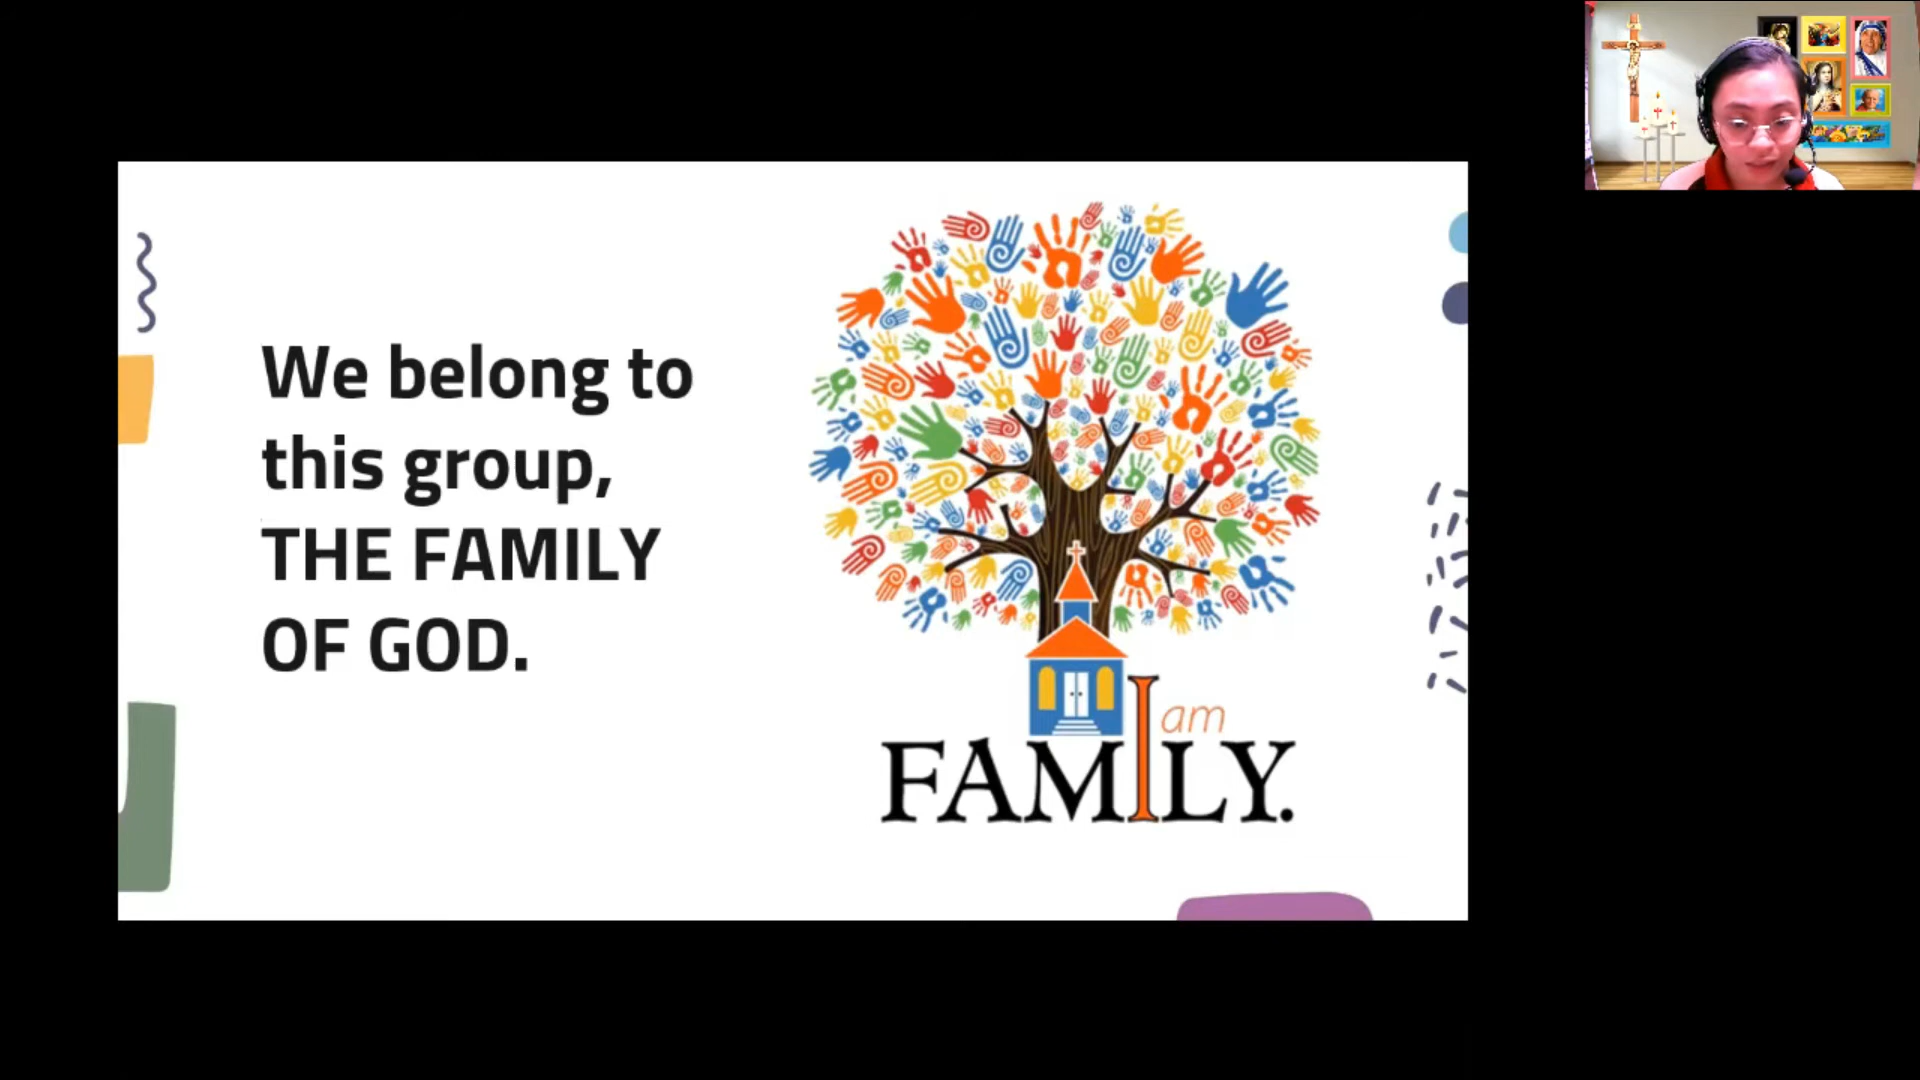 We belong to
this group,
THE FAMILY
OF GOD.
I am
FAMILY.